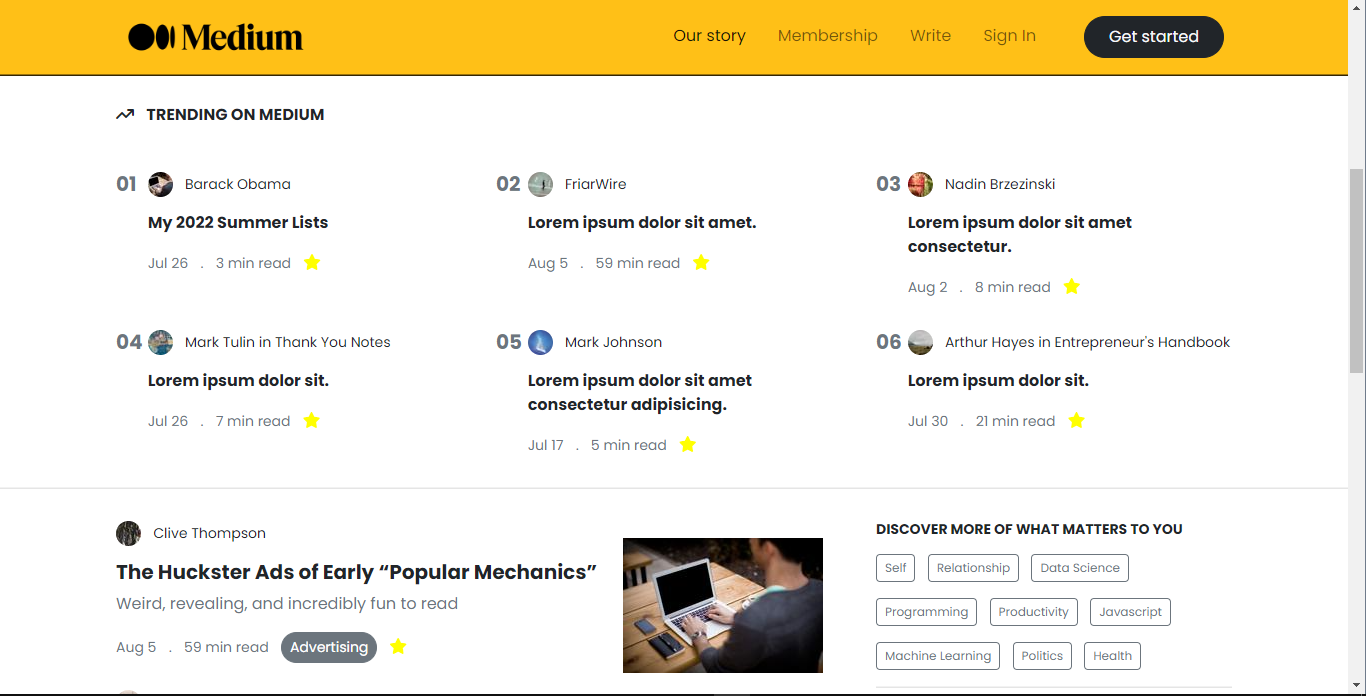 Medium
Our story Membership Write Sign In Get started
TRENDING ON MEDIUM
01 Barack Obama
My 2022 Summer Lists
Jul 26 . 3 min read
02 FriarWire
Lorem ipsum dolor sit amet.
Aug 5 . 59 min read
03 Nadin Brzezinski
Lorem ipsum dolor sit amet
consectetur.
Aug 2 . 8 min read
04 Mark Tulin in Thank You Notes
Lorem ipsum dolor sit.
Jul 26 . 7 min read
05 Mark Johnson
Lorem ipsum dolor sit amet
consectetur adipisicing.
Jul 17 . 5 min read
06 Arthur Hayes in Entrepreneur's Handbook
Lorem ipsum dolor sit.
Jul 30 . 21 min read
Clive Thompson
The Huckster Ads of Early “Popular Mechanics”
Weird, revealing, and incredibly fun to read
Aug 5 . 59 min read Advertising
DISCOVER MORE OF WHAT MATTERS TO YOU
Self Relationship Data Science
Programming Productivity Javascript
Machine Learning Politics Health